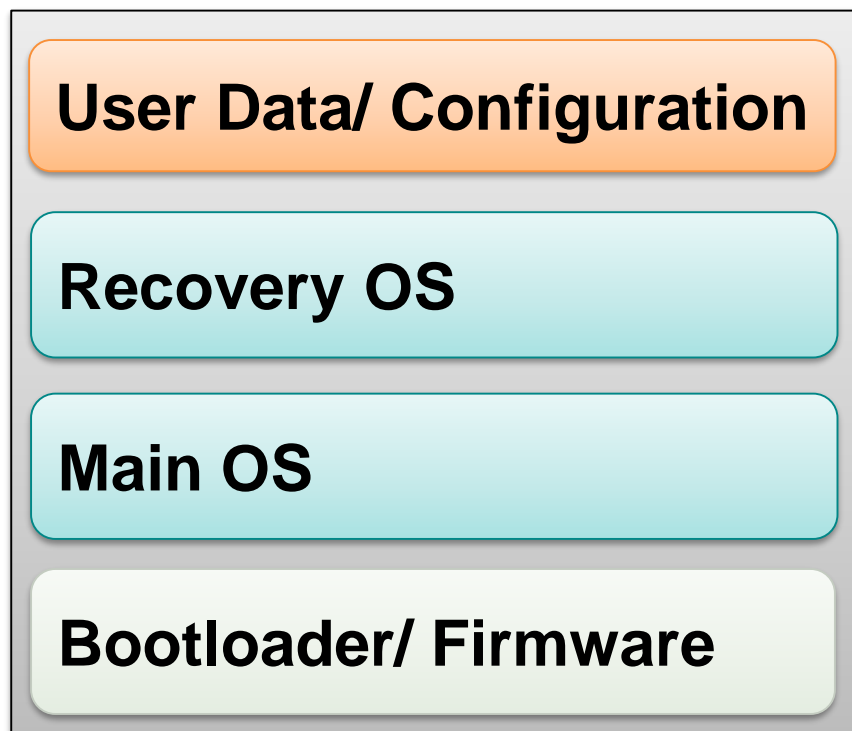 User Data/ Configuration
Recovery OS
Main OS
Bootloader/ Firmware